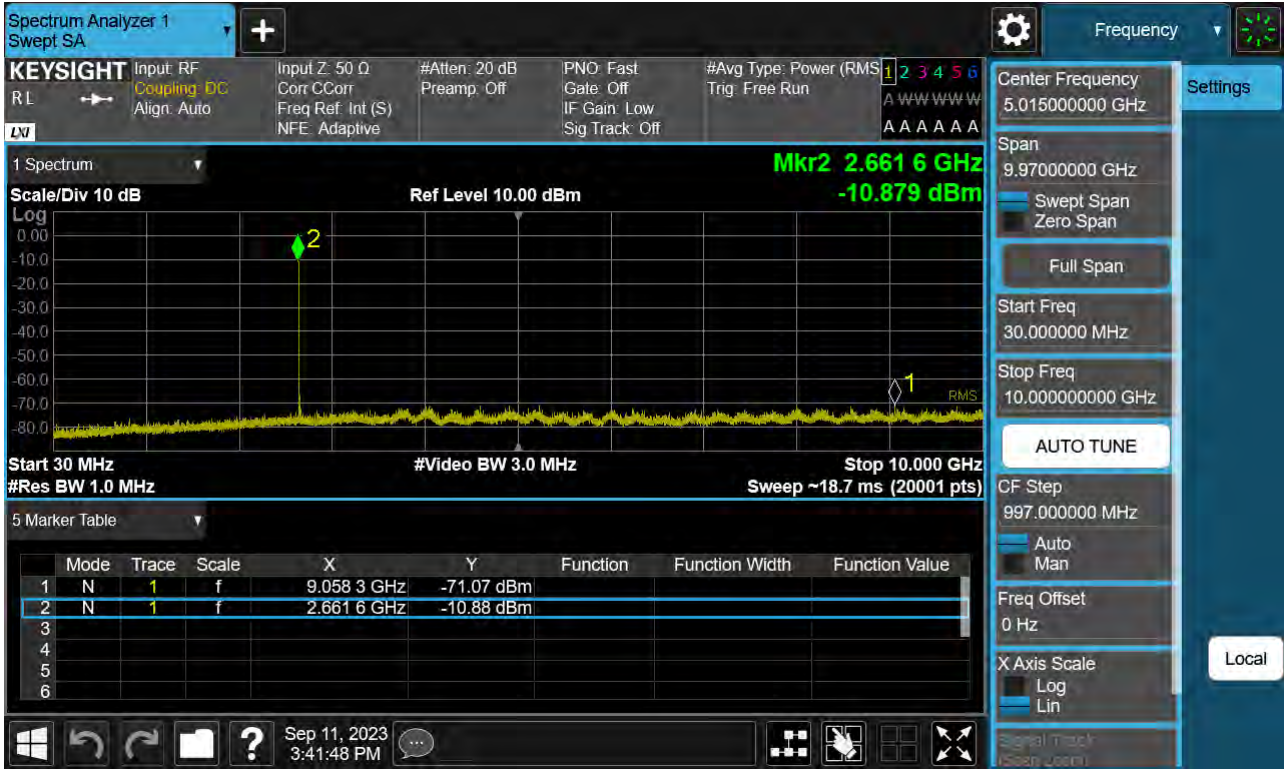 Spectrum Analyzer 1
Swept SA
Frequency
KEYSIGHT
R L
LXI
Input: RF
Coupling: DC
Align: Auto
Input Z: 50 Ω
Corr CCorr
Freq Ref: Int (S)
NFE: Adaptive
#Atten: 20 dB
Preamp: Off
PNO: Fast
Gate: Off
IF Gain: Low
Sig Track: Off
#Avg Type: Power (RMS
Trig: Free Run
1 2 3 4 5 6
A W W W W W
A A A A A A
1 Spectrum
Mkr2 2.661 6 GHz
Scale/Div 10 dB
Ref Level 10.00 dBm
-10.879 dBm
Log
0.00
-10.0
-20.0
-30.0
-40.0
-50.0
-60.0
-70.0
-80.0
2
1
RMS
Start 30 MHz
#Video BW 3.0 MHz
Stop 10.000 GHz
#Res BW 1.0 MHz
Sweep ~18.7 ms (20001 pts)
5 Marker Table
Mode Trace Scale X Y Function Function Width Function Value
1 N 1 f 9.058 3 GHz -71.07 dBm
2 N 1 f 2.661 6 GHz -10.88 dBm
3
4
5
6
Sep 11, 2023
3:41:48 PM
Center Frequency
5.015000000 GHz
Settings
Span
9.97000000 GHz
Swept Span
Zero Span
Full Span
Start Freq
30.000000 MHz
Stop Freq
10.000000000 GHz
AUTO TUNE
CF Step
997.000000 MHz
Auto
Man
Freq Offset
0 Hz
X Axis Scale
Log
Lin
Local
Signal Track
(Span Zoom)